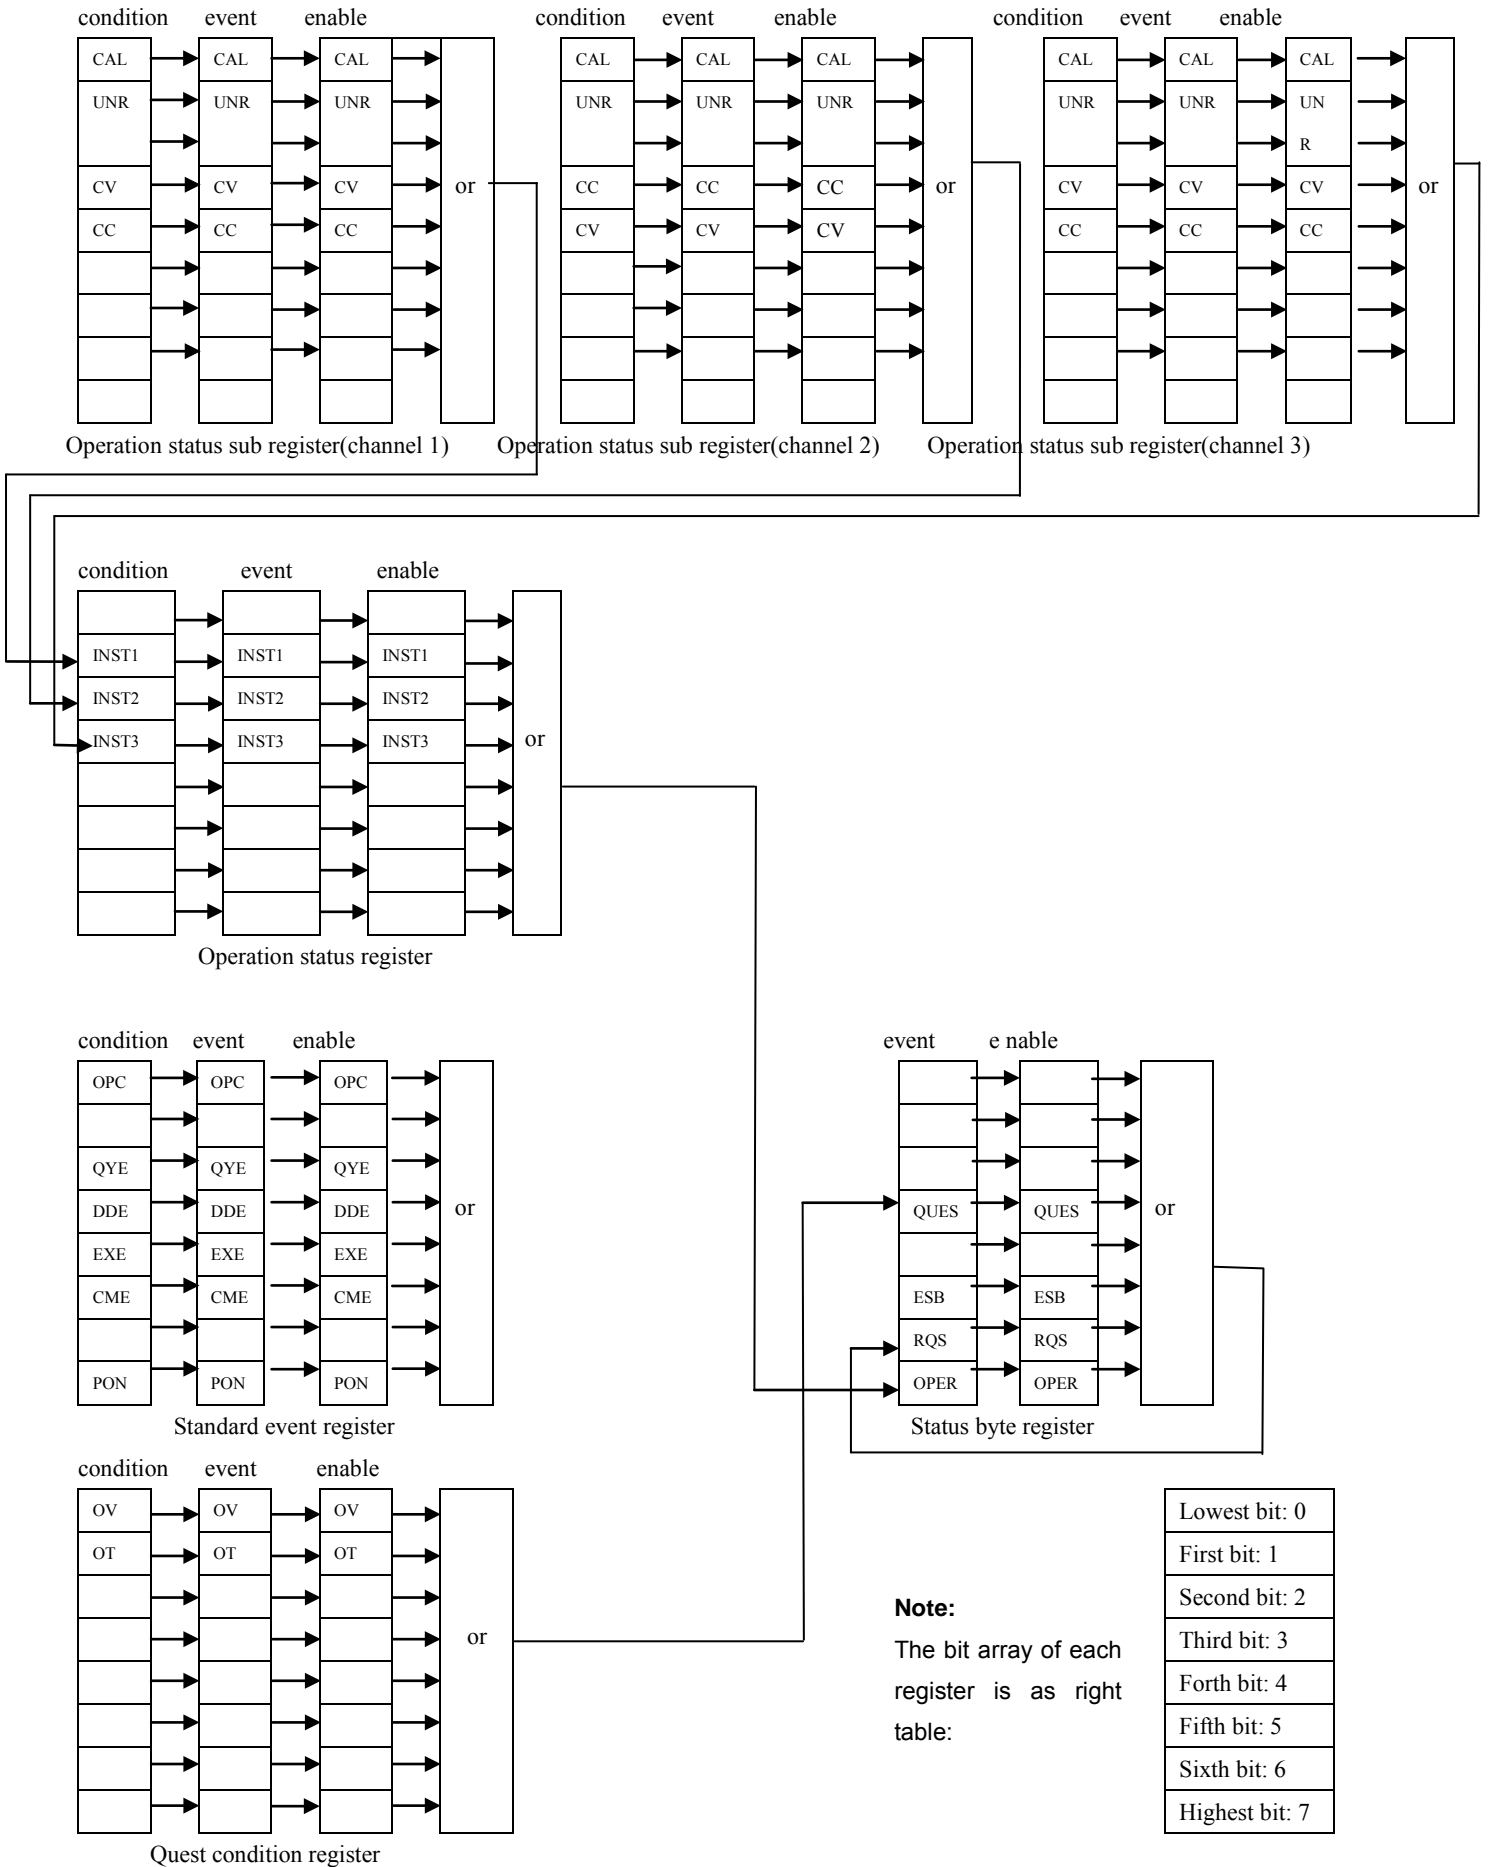 condition event enable condition event enable condition event enable
CAL CAL CAL CAL CAL CAL CAL CAL CAL
UNR UNR UNR UNR UNR UNR UNR UNR UN
R
CV CV CV or CC CC CC or CV CV CV or
CC CC CC CV CV CV CC CC CC
Operation status sub register(channel 1) Operation status sub register(channel 2) Operation status sub register(channel 3)
condition event enable
INST1 INST1 INST1
INST2 INST2 INST2
INST3 INST3 INST3 or
Operation status register
condition event enable
OPC OPC OPC
QYE QYE QYE
DDE DDE DDE or
EXE EXE EXE
CME CME CME
PON PON PON
Standard event register
event e nable
QUES QUES or
ESB ESB
RQS RQS
OPER OPER
Status byte register
condition event enable
OV OV OV
OT OT OT
or
Quest condition register
Note:
The bit array of each
register is as right
table:
Lowest bit: 0
First bit: 1
Second bit: 2
Third bit: 3
Forth bit: 4
Fifth bit: 5
Sixth bit: 6
Highest bit: 7